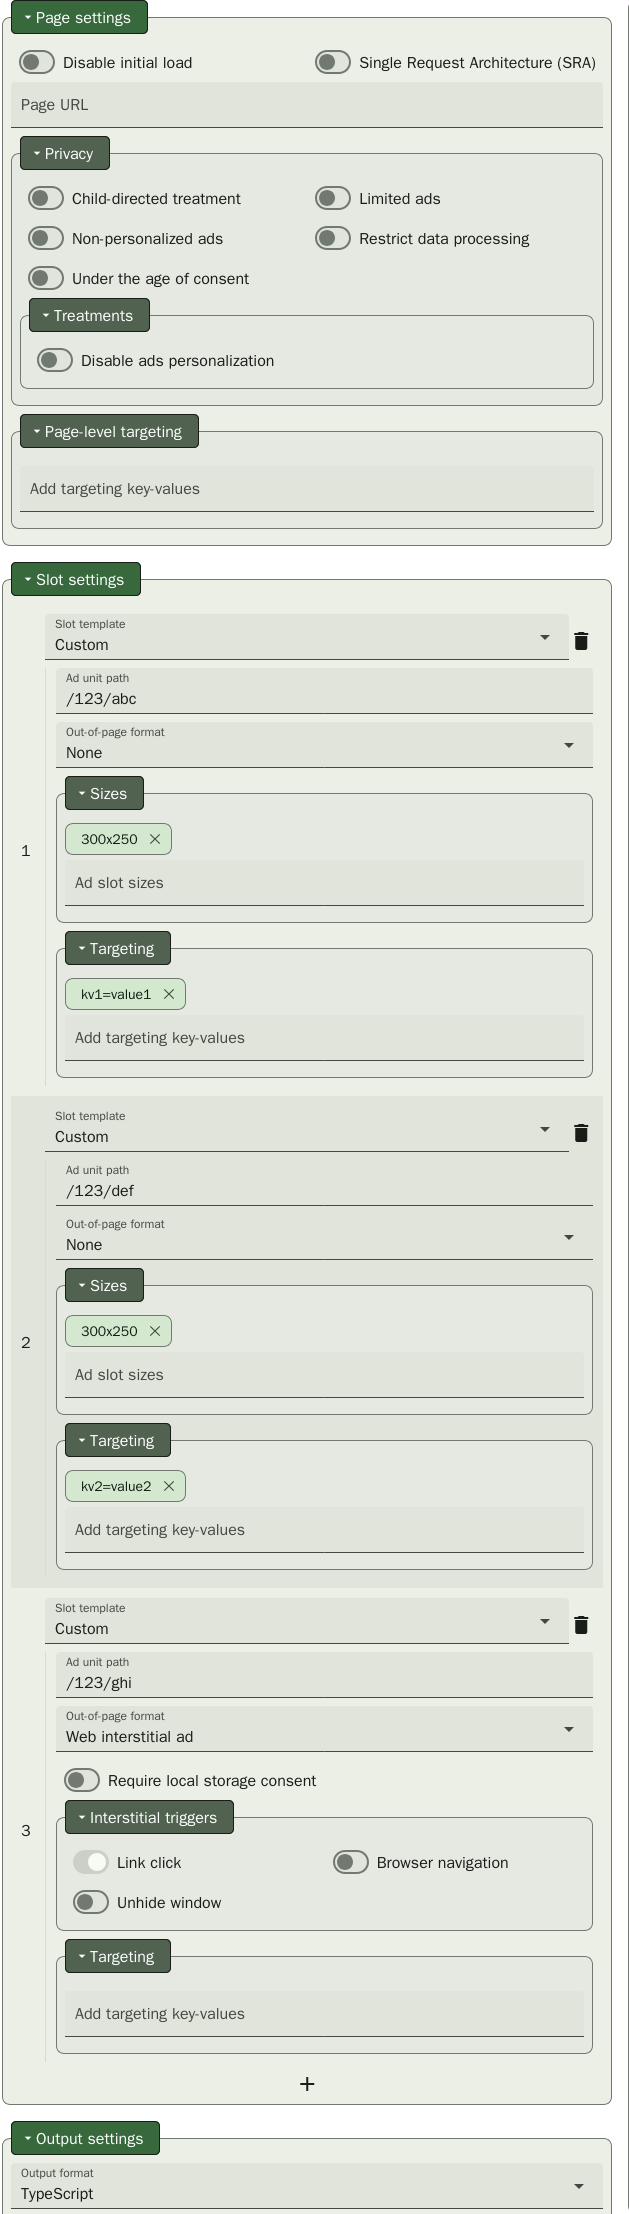 Page settings
Disable initial load
Single Request Architecture (SRA)
Page URL
Privacy
Child-directed treatment
Limited ads
Non-personalized ads
Restrict data processing
Under the age of consent
Treatments
Disable ads personalization
Page-level targeting
Add targeting key-values
Slot settings
Slot template
Custom
Ad unit path
/123/abc
Out-of-page format
None
Sizes
300x250
1
Ad slot sizes
Targeting
kv1=value1
Add targeting key-values
Slot template
Custom
Ad unit path
/123/def
Out-of-page format
None
Sizes
300x250
2
Ad slot sizes
Targeting
kv2=value2
Add targeting key-values
Slot template
Custom
Ad unit path
/123/ghi
Out-of-page format
Web interstitial ad
Require local storage consent
Interstitial triggers
3
Link click
Browser navigation
Unhide window
Targeting
Add targeting key-values
+
Output settings
Output format
TypeScript